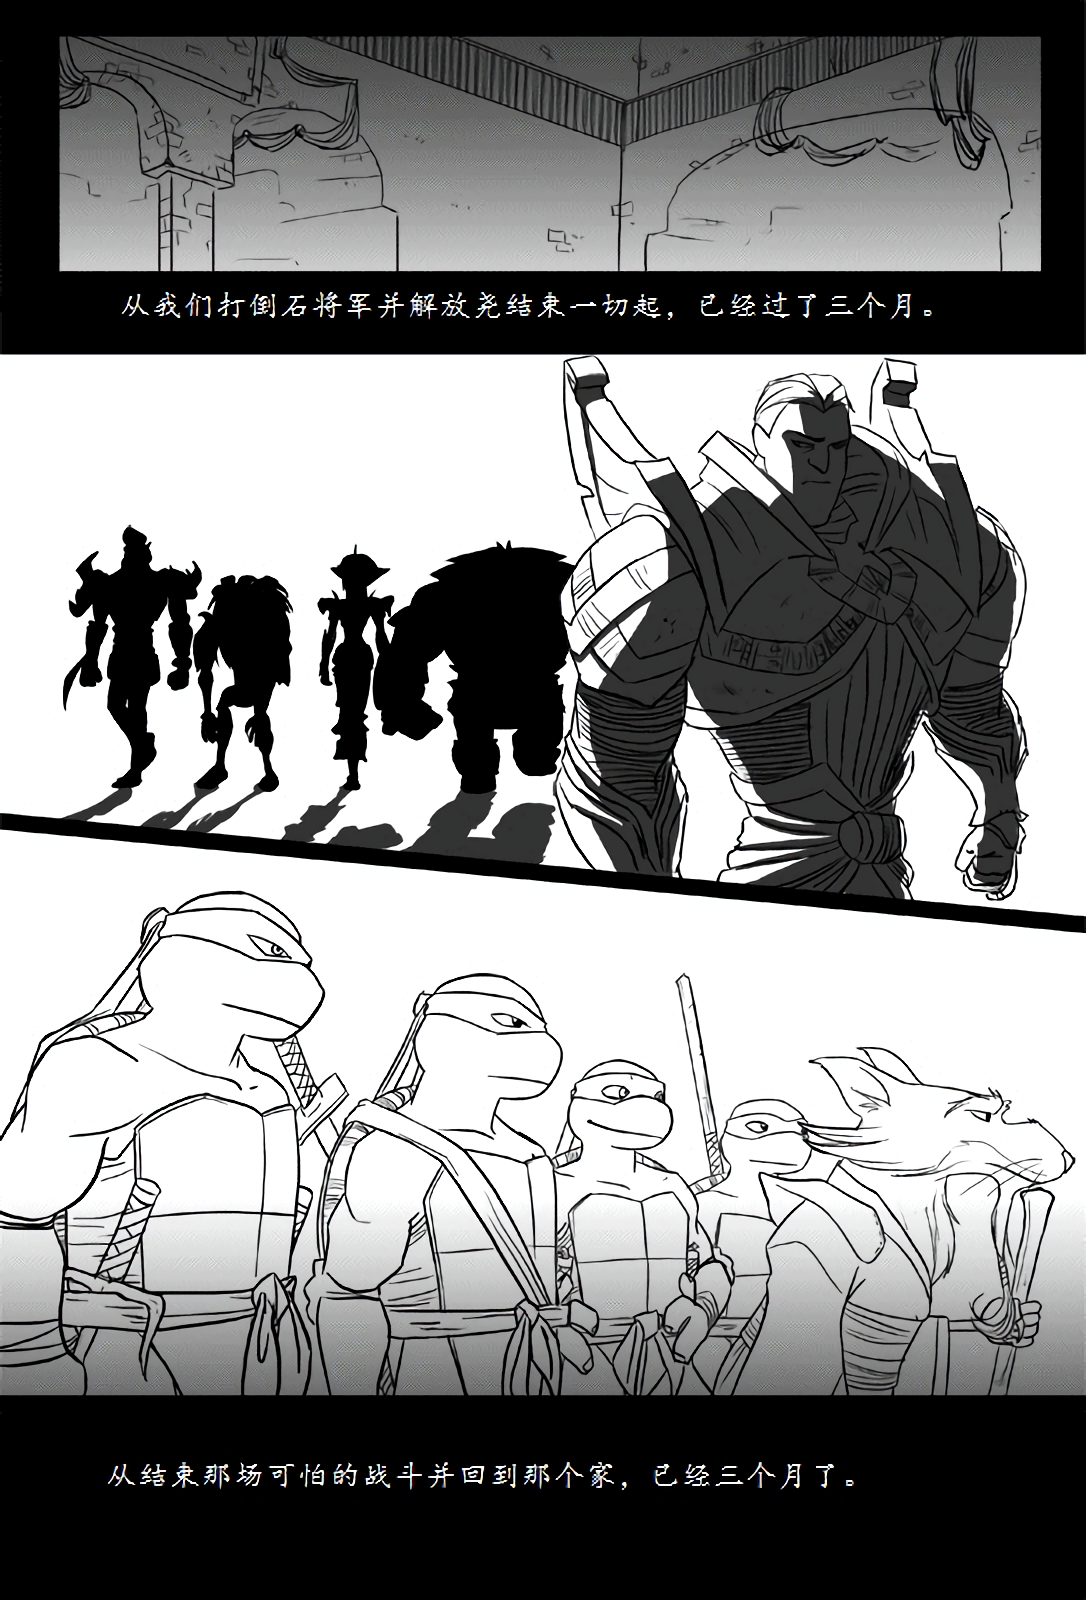 从我们打倒石将军并解放尧结束一切起，已经过了三个月。
从结束那场可怕的战斗并回到那个家，已经三个月了。